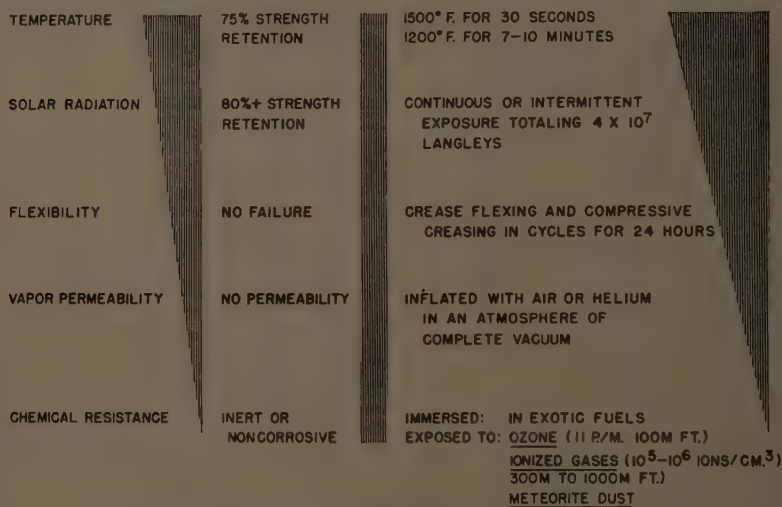 TEMPERATURE 75% STRENGTH RETENTION 1500° F. FOR 30 SECONDS
1200° F. FOR 7-10 MINUTES
SOLAR RADIATION 80%+ STRENGTH RETENTION CONTINUOUS OR INTERMITTENT
EXPOSURE TOTALING 4 X 10⁷
LANGLEYS
FLEXIBILITY NO FAILURE CREASE FLEXING AND COMPRESSIVE
CREASING IN CYCLES FOR 24 HOURS
VAPOR PERMEABILITY NO PERMEABILITY INFLATED WITH AIR OR HELIUM
IN AN ATMOSPHERE OF
COMPLETE VACUUM
CHEMICAL RESISTANCE INERT OR NONCORROSIVE IMMERSED: IN EXOTIC FUELS
EXPOSED TO: OZONE (11 P./M. 100M FT.)
IONIZED GASES (10⁵-10⁶ IONS/CM.³)
300M TO 1000M FT.)
METEORITE DUST